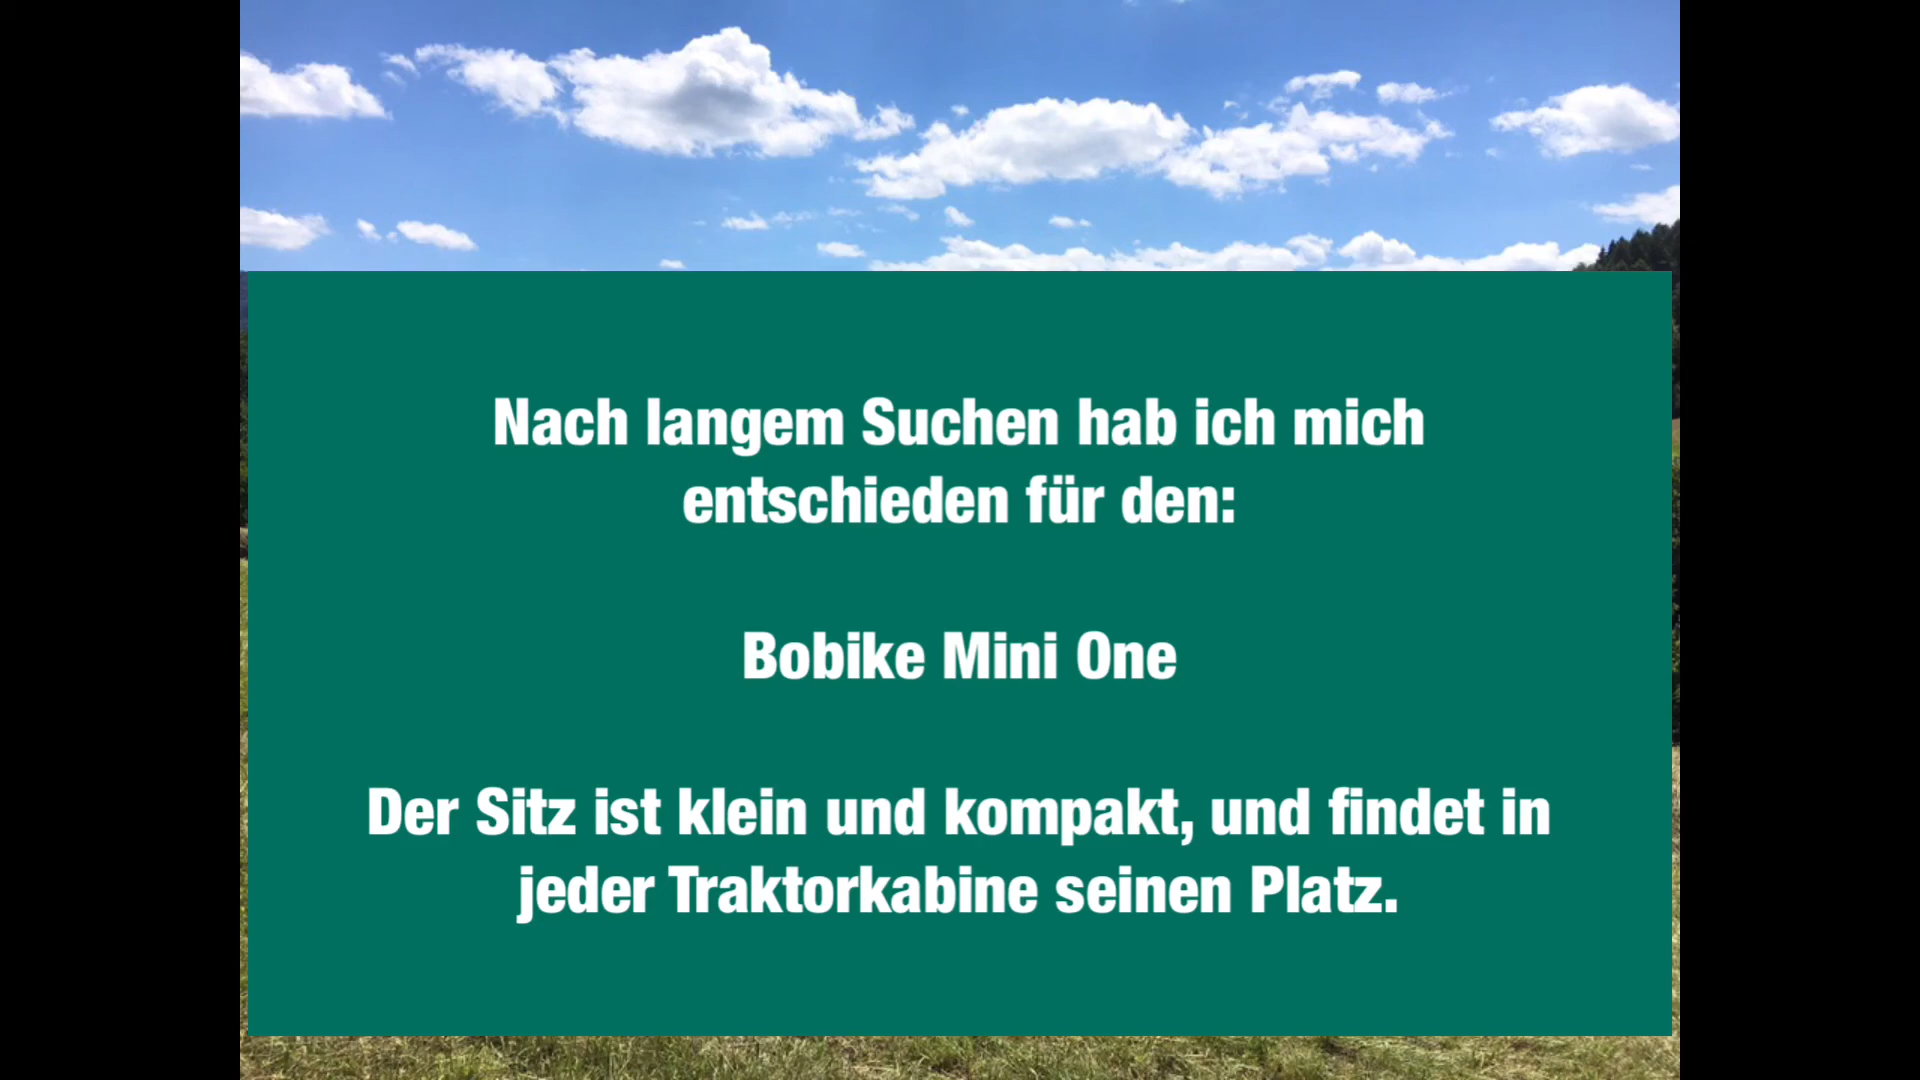 Nach langem Suchen hab ich mich
entschieden für den:
Bobike Mini One
Der Sitz ist klein und kompakt, und findet in
jeder Traktorkabine seinen Platz.